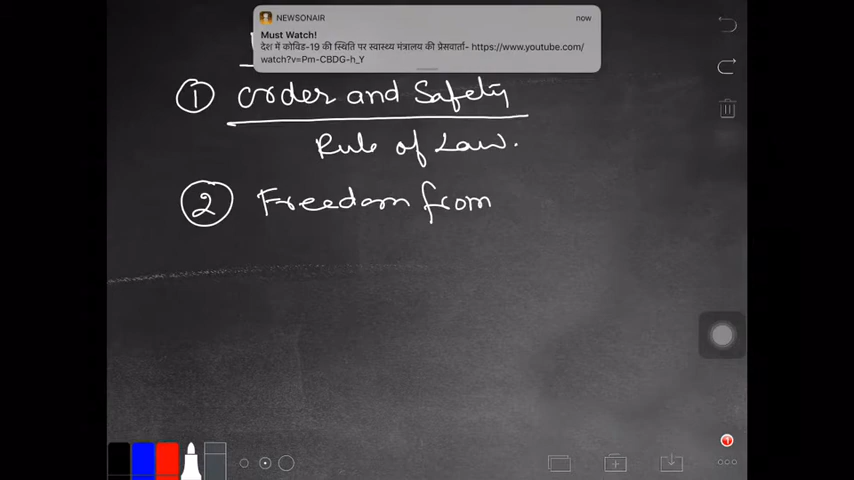 NEWSONAIR
now
Must Watch!
देश में कोविड-19 की स्थिति पर स्वास्थ्य मंत्रालय की प्रेसवार्ता- https://www.youtube.com/
watch?v=Pm-CBDG-h_Y
1 Order and Safety
Rule of Law.
2 Freedom from